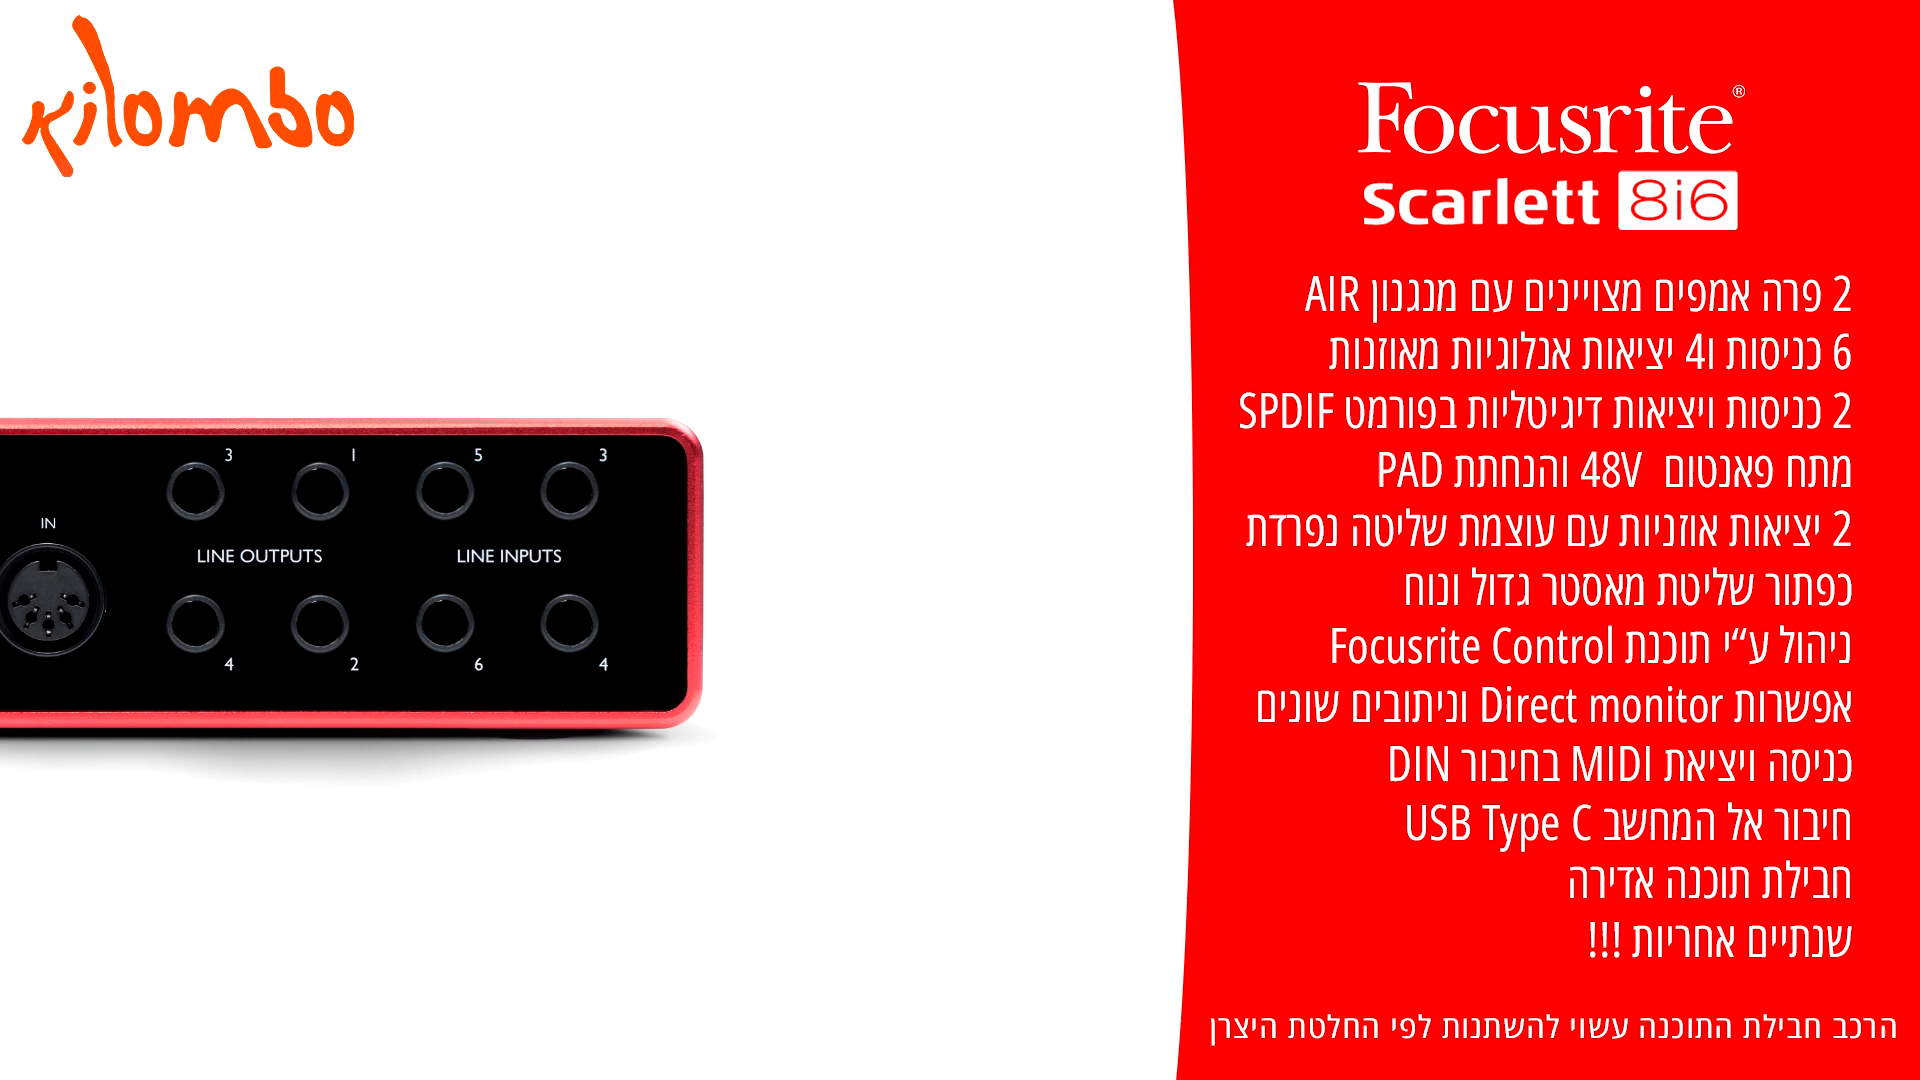 kilombo
Focusrite®
Scarlett 8i6
2 פרה אמפים מצויינים עם מנגנון AIR
6 כניסות ו4 יציאות אנלוגיות מאוזנות
2 כניסות ויציאות דיגיטליות בפורמט SPDIF
מתח פאנטום  48V והנחתת PAD
2 יציאות אוזניות עם עוצמת שליטה נפרדת
כפתור שליטת מאסטר גדול ונוח
ניהול ע“י תוכנת Focusrite Control
אפשרות Direct monitor וניתובים שונים
כניסה ויציאת MIDI בחיבור DIN
חיבור אל המחשב USB Type C
חבילת תוכנה אדירה
שנתיים אחריות !!!
הרכב חבילת התוכנה עשוי להשתנות לפי החלטת היצרן
3 1 5 3
IN
LINE OUTPUTS LINE INPUTS
4 2 6 4